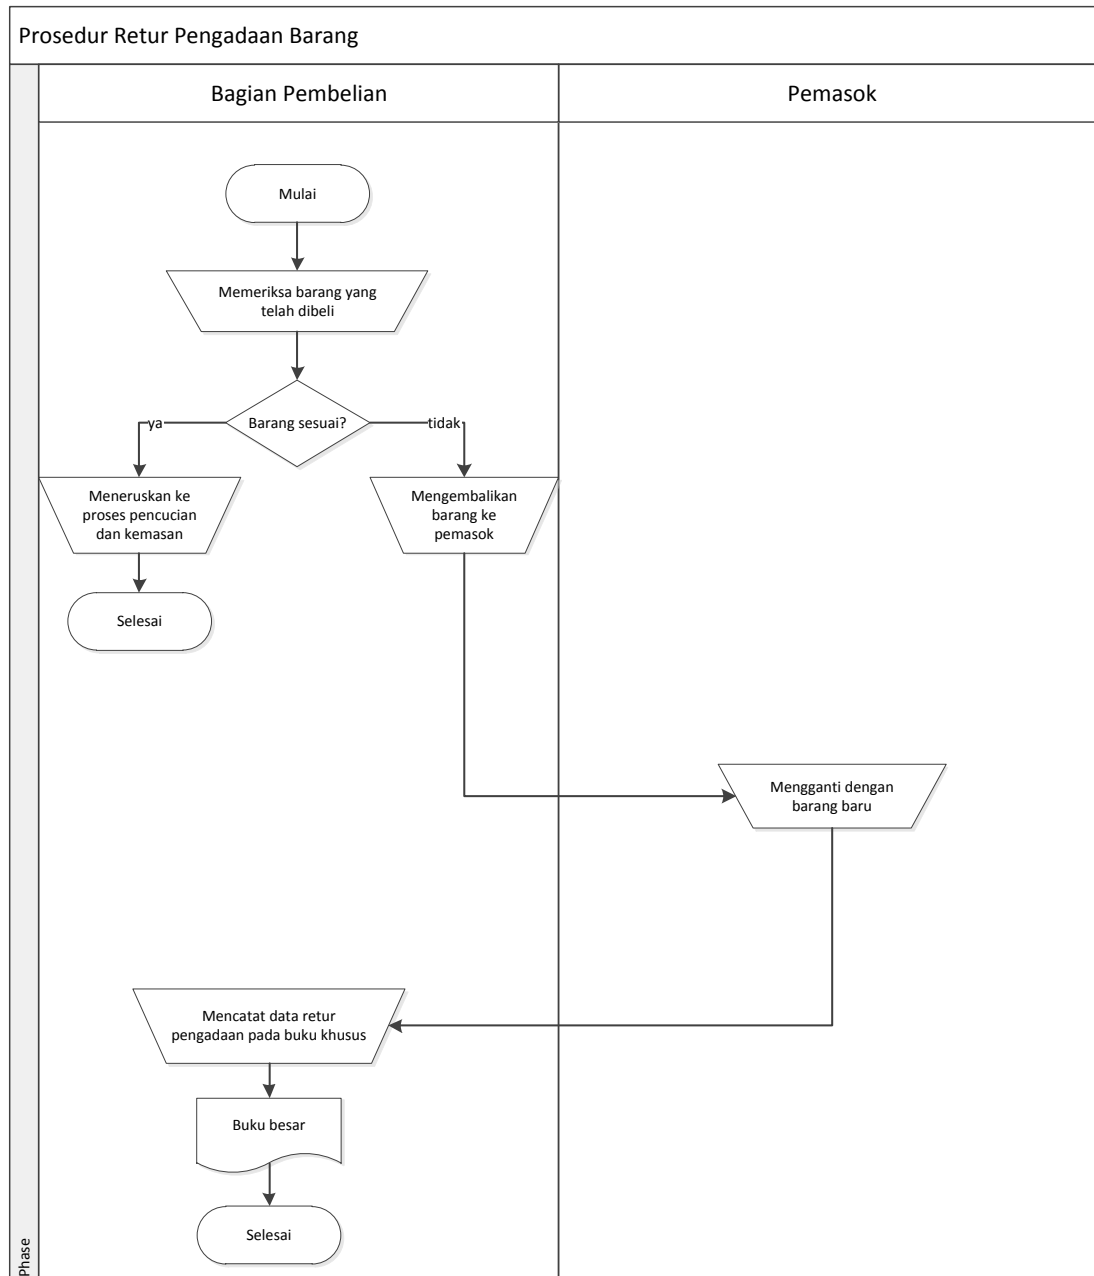 Prosedur Retur Pengadaan Barang
Bagian Pembelian
Pemasok
Mulai
Memeriksa barang yang
telah dibeli
Barang sesuai?
ya
tidak
Meneruskan ke
proses pencucian
dan kemasan
Mengembalikan
barang ke
pemasok
Selesai
Mengganti dengan
barang baru
Mencatat data retur
pengadaan pada buku khusus
Buku besar
Selesai
Phase